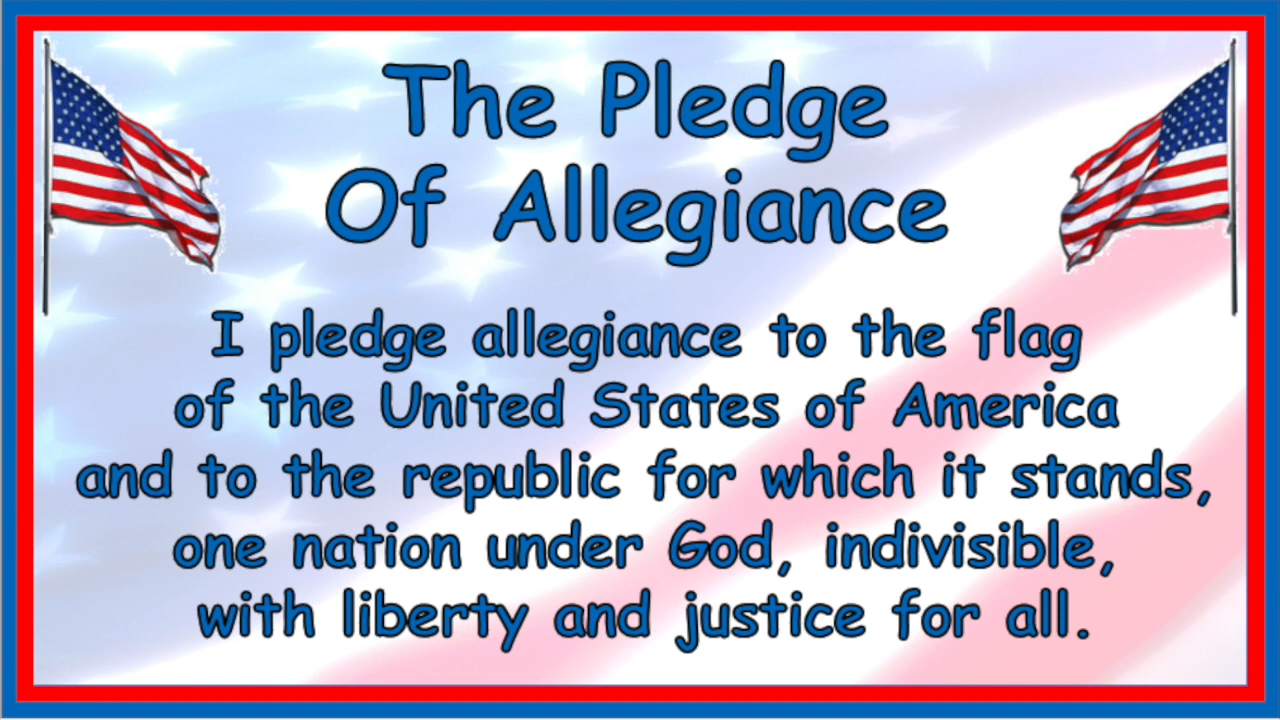 The Pledge
Of Allegiance
I pledge allegiance to the flag
of the United States of America
and to the republic for which it stands,
one nation under God, indivisible,
with liberty and justice for all.